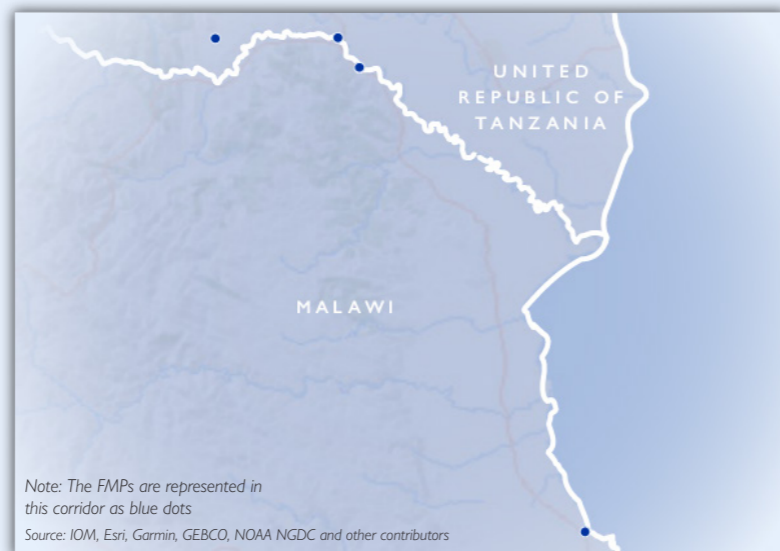 UNITED
REPUBLIC OF
TANZANIA
MALAWI
Note: The FMPs are represented in
this corridor as blue dots
Source: IOM, Esri, Garmin, GEBCO, NOAA NGDC and other contributors